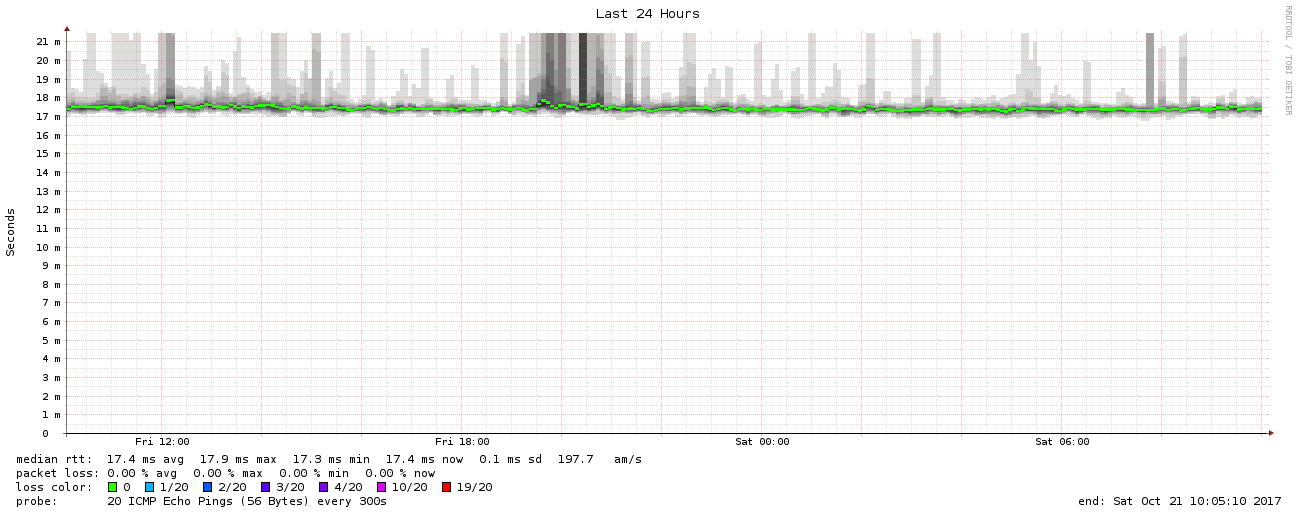 Last 24 Hours
RRDTOOL / TOBI OETIKER
Seconds
21 m
20 m
19 m
18 m
17 m
16 m
15 m
14 m
13 m
12 m
11 m
10 m
9 m
8 m
7 m
6 m
5 m
4 m
3 m
2 m
1 m
0
Fri 12:00 Fri 18:00 Sat 00:00 Sat 06:00
median rtt: 17.4 ms avg 17.9 ms max 17.3 ms min 17.4 ms now 0.1 ms sd 197.7 am/s
packet loss: 0.00 % avg 0.00 % max 0.00 % min 0.00 % now
loss color: 0 1/20 2/20 3/20 4/20 10/20 19/20
probe: 20 ICMP Echo Pings (56 Bytes) every 300s end: Sat Oct 21 10:05:10 2017